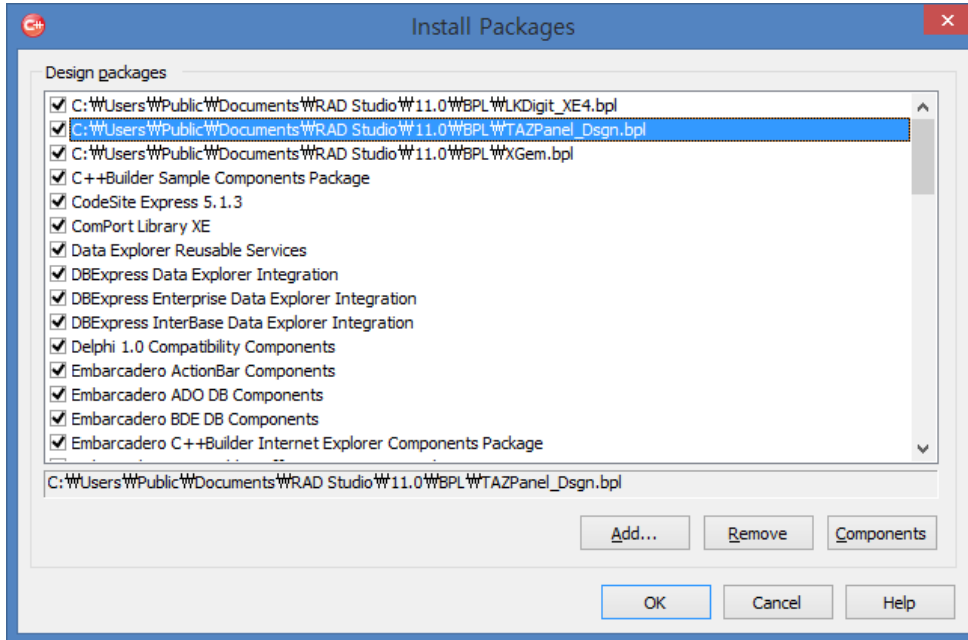 Install Packages
Design packages
C:₩Users₩Public₩Documents₩RAD Studio₩11.0₩BPL₩LKDigit_XE4.bpl
C:₩Users₩Public₩Documents₩RAD Studio₩11.0₩BPL₩TAZPanel_Dsgn.bpl
C:₩Users₩Public₩Documents₩RAD Studio₩11.0₩BPL₩XGem.bpl
C++Builder Sample Components Package
CodeSite Express 5.1.3
ComPort Library XE
Data Explorer Reusable Services
DBExpress Data Explorer Integration
DBExpress Enterprise Data Explorer Integration
DBExpress InterBase Data Explorer Integration
Delphi 1.0 Compatibility Components
Embarcadero ActionBar Components
Embarcadero ADO DB Components
Embarcadero BDE DB Components
Embarcadero C++Builder Internet Explorer Components Package
C:₩Users₩Public₩Documents₩RAD Studio₩11.0₩BPL₩TAZPanel_Dsgn.bpl
Add... Remove Components
OK Cancel Help